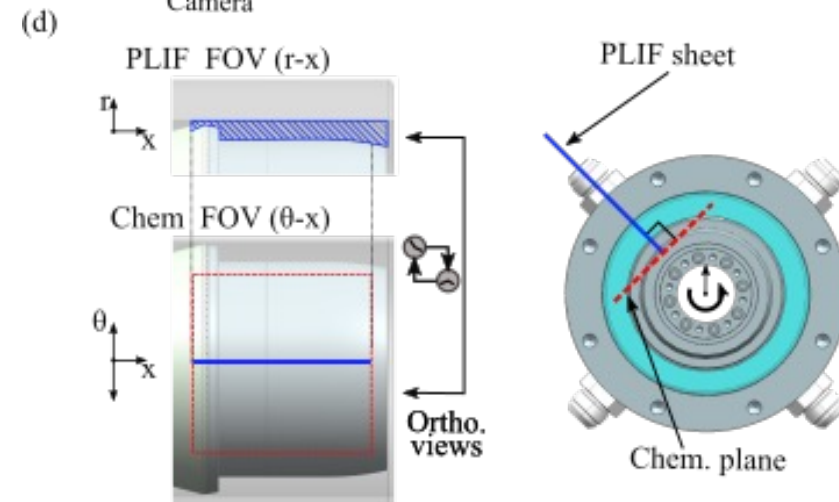 Camera
(d)
PLIF FOV (r-x)
PLIF sheet
r
x
Chem FOV (θ-x)
θ
x
Ortho.
views
Chem. plane